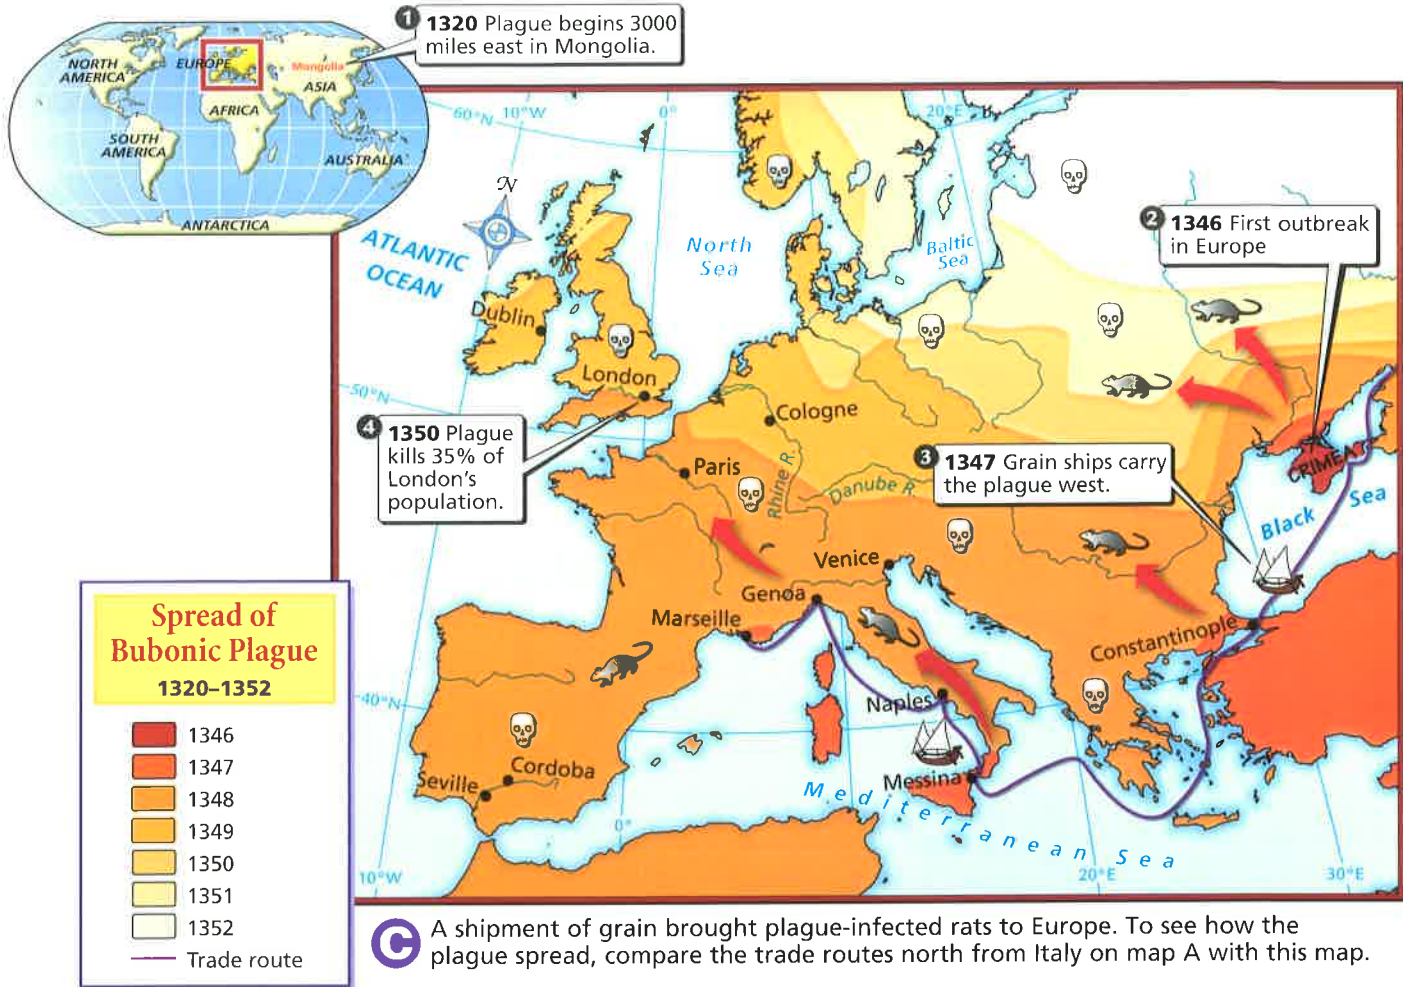 1 1320 Plague begins 3000
miles east in Mongolia.
NORTH
AMERICA
EUROPE
Mongolia
ASIA
AFRICA
SOUTH
AMERICA
AUSTRALIA
ANTARCTICA
60°N
10°W
0°
20°E
N
ATLANTIC
OCEAN
North
Sea
Baltic
Sea
2 1346 First outbreak
in Europe
Dublin
London
50°N
Cologne
4 1350 Plague
kills 35% of
London's
population.
Paris
Rhine R.
Danube R.
3 1347 Grain ships carry
the plague west.
CRIMEA
Black Sea
Venice
Genoa
Marseille
Constantinople
40°N
Naples
Messina
Cordoba
Seville
Mediterranean Sea
0°
10°W
20°E
30°E
Spread of
Bubonic Plague
1320–1352
1346
1347
1348
1349
1350
1351
1352
Trade route
C A shipment of grain brought plague-infected rats to Europe. To see how the
plague spread, compare the trade routes north from Italy on map A with this map.